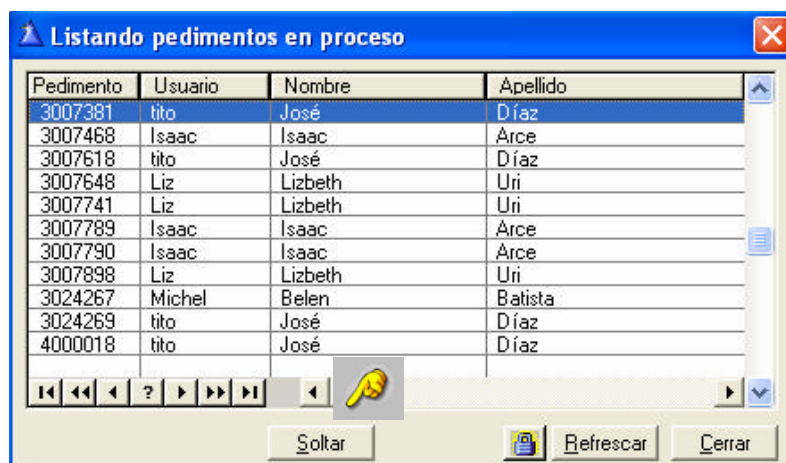 Listando pedimentos en proceso
Pedimento Usuario Nombre Apellido
3007381 tito José Díaz
3007468 Isaac Isaac Arce
3007618 tito José Díaz
3007648 Liz Lizbeth Uri
3007741 Liz Lizbeth Uri
3007789 Isaac Isaac Arce
3007790 Isaac Isaac Arce
3007898 Liz Lizbeth Uri
3024267 Michel Belen Batista
3024269 tito José Díaz
4000018 tito José Díaz
?
Soltar Refrescar Cerrar